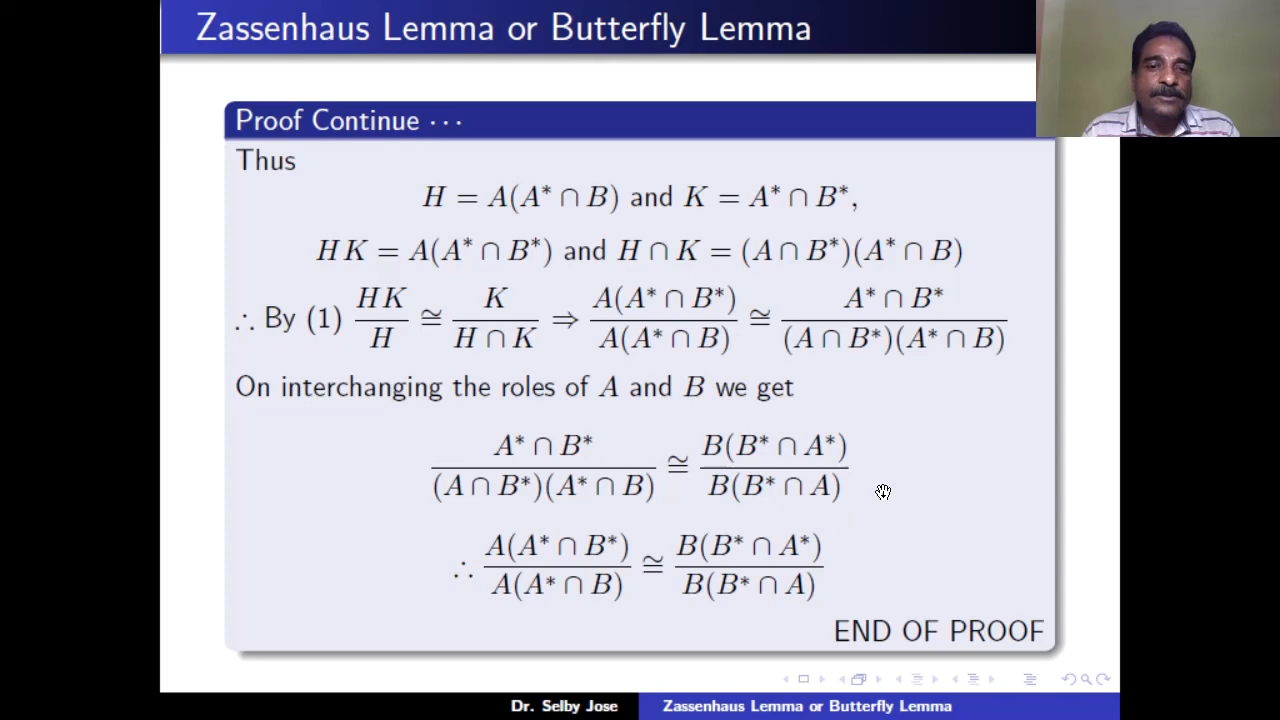 Zassenhaus Lemma or Butterfly Lemma
Proof Continue ···
Thus
H = A(A* ∩ B) and K = A* ∩ B*,
HK = A(A* ∩ B*) and H ∩ K = (A ∩ B*)(A* ∩ B)
∴ By (1) HK/H ≅ K/(H ∩ K) ⇒ A(A* ∩ B*)/A(A* ∩ B) ≅ A* ∩ B*/(A ∩ B*)(A* ∩ B)
On interchanging the roles of A and B we get
A* ∩ B*/(A ∩ B*)(A* ∩ B) ≅ B(B* ∩ A*)/B(B* ∩ A)
∴ A(A* ∩ B*)/A(A* ∩ B) ≅ B(B* ∩ A*)/B(B* ∩ A)
END OF PROOF
Dr. Selby Jose
Zassenhaus Lemma or Butterfly Lemma